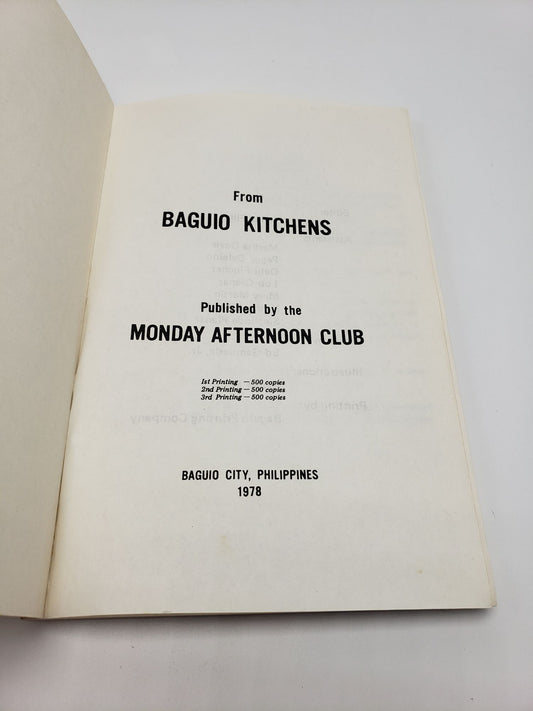 From
BAGUIO KITCHENS
Published by the
MONDAY AFTERNOON CLUB
1st Printing — 500 copies
2nd Printing — 500 copies
3rd Printing — 500 copies
BAGUIO CITY, PHILIPPINES
1978